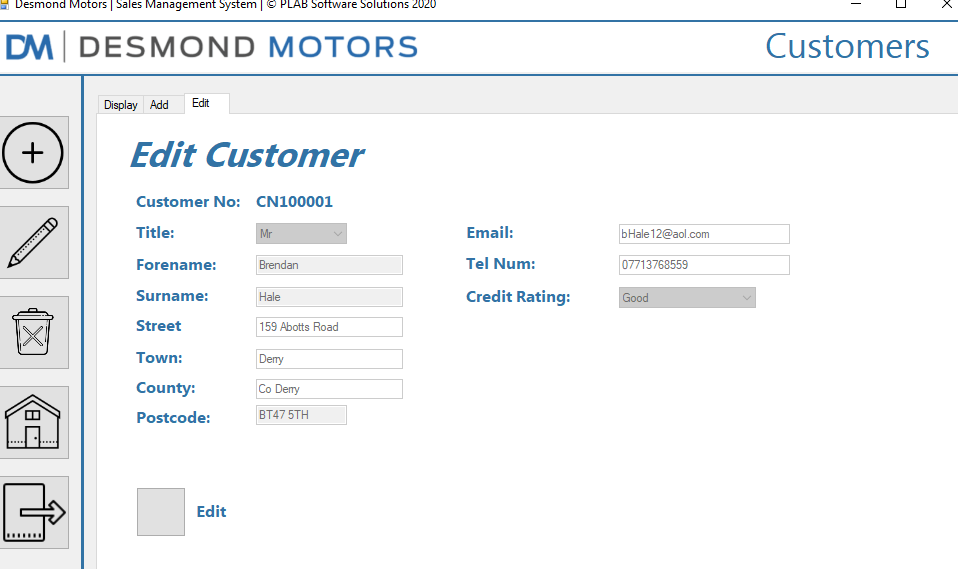 Desmond Motors | Sales Management System | © PLAB Software Solutions 2020
DM | DESMOND MOTORS
Customers
Display Add Edit
Edit Customer
Customer No: CN100001
Title: Mr
Forename: Brendan
Surname: Hale
Street 159 Abotts Road
Town: Derry
County: Co Derry
Postcode: BT47 5TH
Email: bHale12@aol.com
Tel Num: 07713768559
Credit Rating: Good
Edit